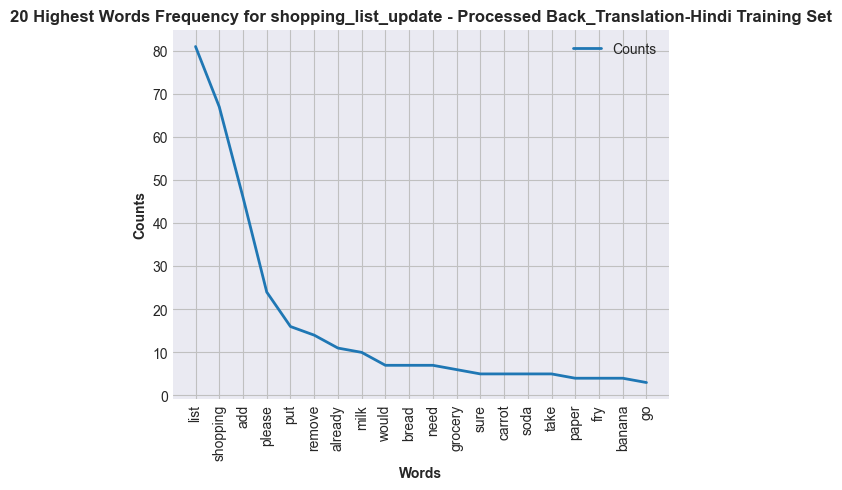 20 Highest Words Frequency for shopping_list_update - Processed Back_Translation-Hindi Training Set
Counts
80
70
60
50
40
30
20
10
0
Counts
list
shopping
add
please
put
remove
already
milk
would
bread
need
grocery
sure
carrot
soda
take
paper
fry
banana
go
Words